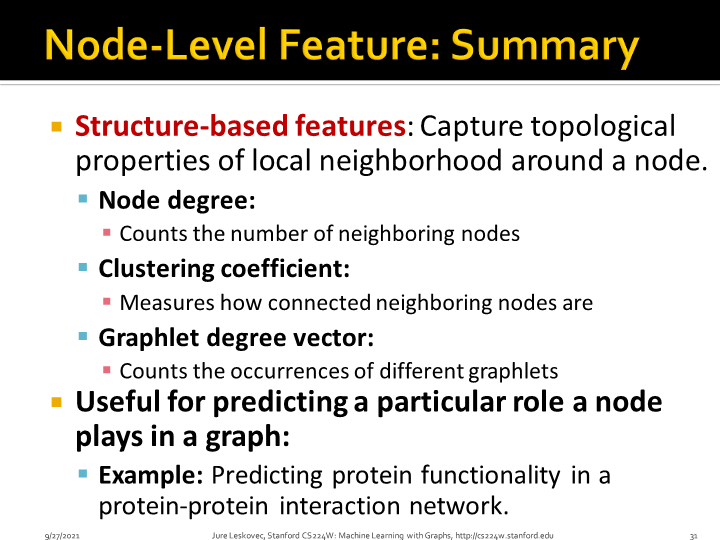 Node-Level Feature: Summary
Structure-based features: Capture topological
properties of local neighborhood around a node.
Node degree:
Counts the number of neighboring nodes
Clustering coefficient:
Measures how connected neighboring nodes are
Graphlet degree vector:
Counts the occurrences of different graphlets
Useful for predicting a particular role a node
plays in a graph:
Example: Predicting protein functionality in a
protein-protein interaction network.
9/27/2021 Jure Leskovec, Stanford CS224W: Machine Learning with Graphs, http://cs224w.stanford.edu 31